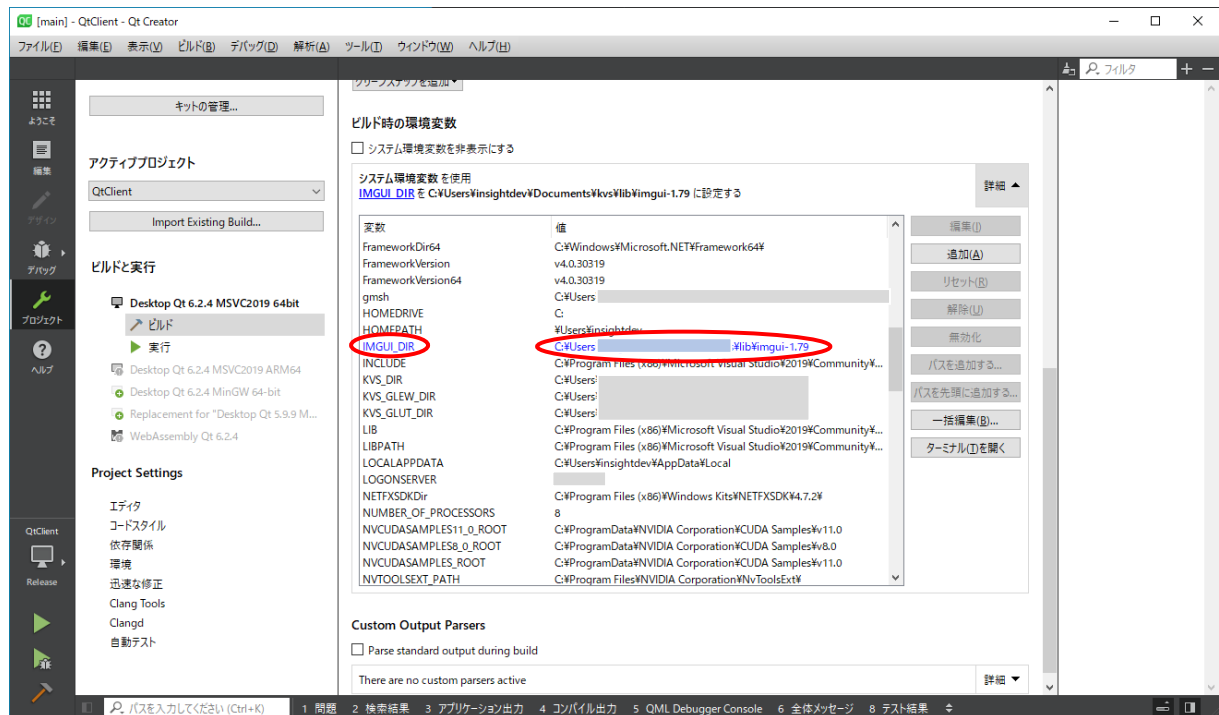 [main] - QtClient - Qt Creator
ファイル(F) 編集(E) 表示(V) ビルド(B) デバッグ(D) 解析(A) ツール(T) ウィンドウ(W) ヘルプ(H)
フィルタ
ようこそ
編集
デザイン
デバッグ
プロジェクト
ヘルプ
QtClient
Release
キットの管理...
アクティブプロジェクト
QtClient
Import Existing Build...
ビルドと実行
Desktop Qt 6.2.4 MSVC2019 64bit
ビルド
実行
Desktop Qt 6.2.4 MSVC2019 ARM64
Desktop Qt 6.2.4 MinGW 64-bit
Replacement for "Desktop Qt 5.9.9 M...
WebAssembly Qt 6.2.4
Project Settings
エディタ
コードスタイル
依存関係
環境
迅速な修正
Clang Tools
Clangd
自動テスト
クリーンステップを追加
ビルド時の環境変数
システム環境変数を非表示にする
システム環境変数 を使用
IMGUI_DIR を C:¥Users¥insightdev¥Documents¥kvs¥lib¥imgui-1.79 に設定する
詳細
変数 値
FrameworkDir64 C:¥Windows¥Microsoft.NET¥Framework64¥
FrameworkVersion v4.0.30319
FrameworkVersion64 v4.0.30319
gmsh C:¥Users
HOMEDRIVE C:
HOMEPATH ¥Users¥insightdev
IMGUI_DIR C:¥Users ¥lib¥imgui-1.79
INCLUDE C:¥Program Files (x86)¥Microsoft Visual Studio¥2019¥Community¥...
KVS_DIR C:¥Users
KVS_GLEW_DIR C:¥Users
KVS_GLUT_DIR C:¥Users
LIB C:¥Program Files (x86)¥Microsoft Visual Studio¥2019¥Community¥...
LIBPATH C:¥Program Files (x86)¥Microsoft Visual Studio¥2019¥Community¥...
LOCALAPPDATA C:¥Users¥insightdev¥AppData¥Local
LOGONSERVER
NETFXSDKDir C:¥Program Files (x86)¥Windows Kits¥NETFXSDK¥4.7.2¥
NUMBER_OF_PROCESSORS 8
NVCUDASAMPLES11_0_ROOT C:¥ProgramData¥NVIDIA Corporation¥CUDA Samples¥v11.0
NVCUDASAMPLES8_0_ROOT C:¥ProgramData¥NVIDIA Corporation¥CUDA Samples¥v8.0
NVCUDASAMPLES_ROOT C:¥ProgramData¥NVIDIA Corporation¥CUDA Samples¥v11.0
NVTOOLSEXT_PATH C:¥Program Files¥NVIDIA Corporation¥NvToolsExt¥
編集(I)
追加(A)
リセット(R)
解除(U)
無効化
パスを追加する...
パスを先頭に追加する...
一括編集(B)...
ターミナル(T)を開く
Custom Output Parsers
Parse standard output during build
There are no custom parsers active
詳細
パスを入力してください (Ctrl+K) 1 問題 2 検索結果 3 アプリケーション出力 4 コンパイル出力 5 QML Debugger Console 6 全体メッセージ 8 テスト結果